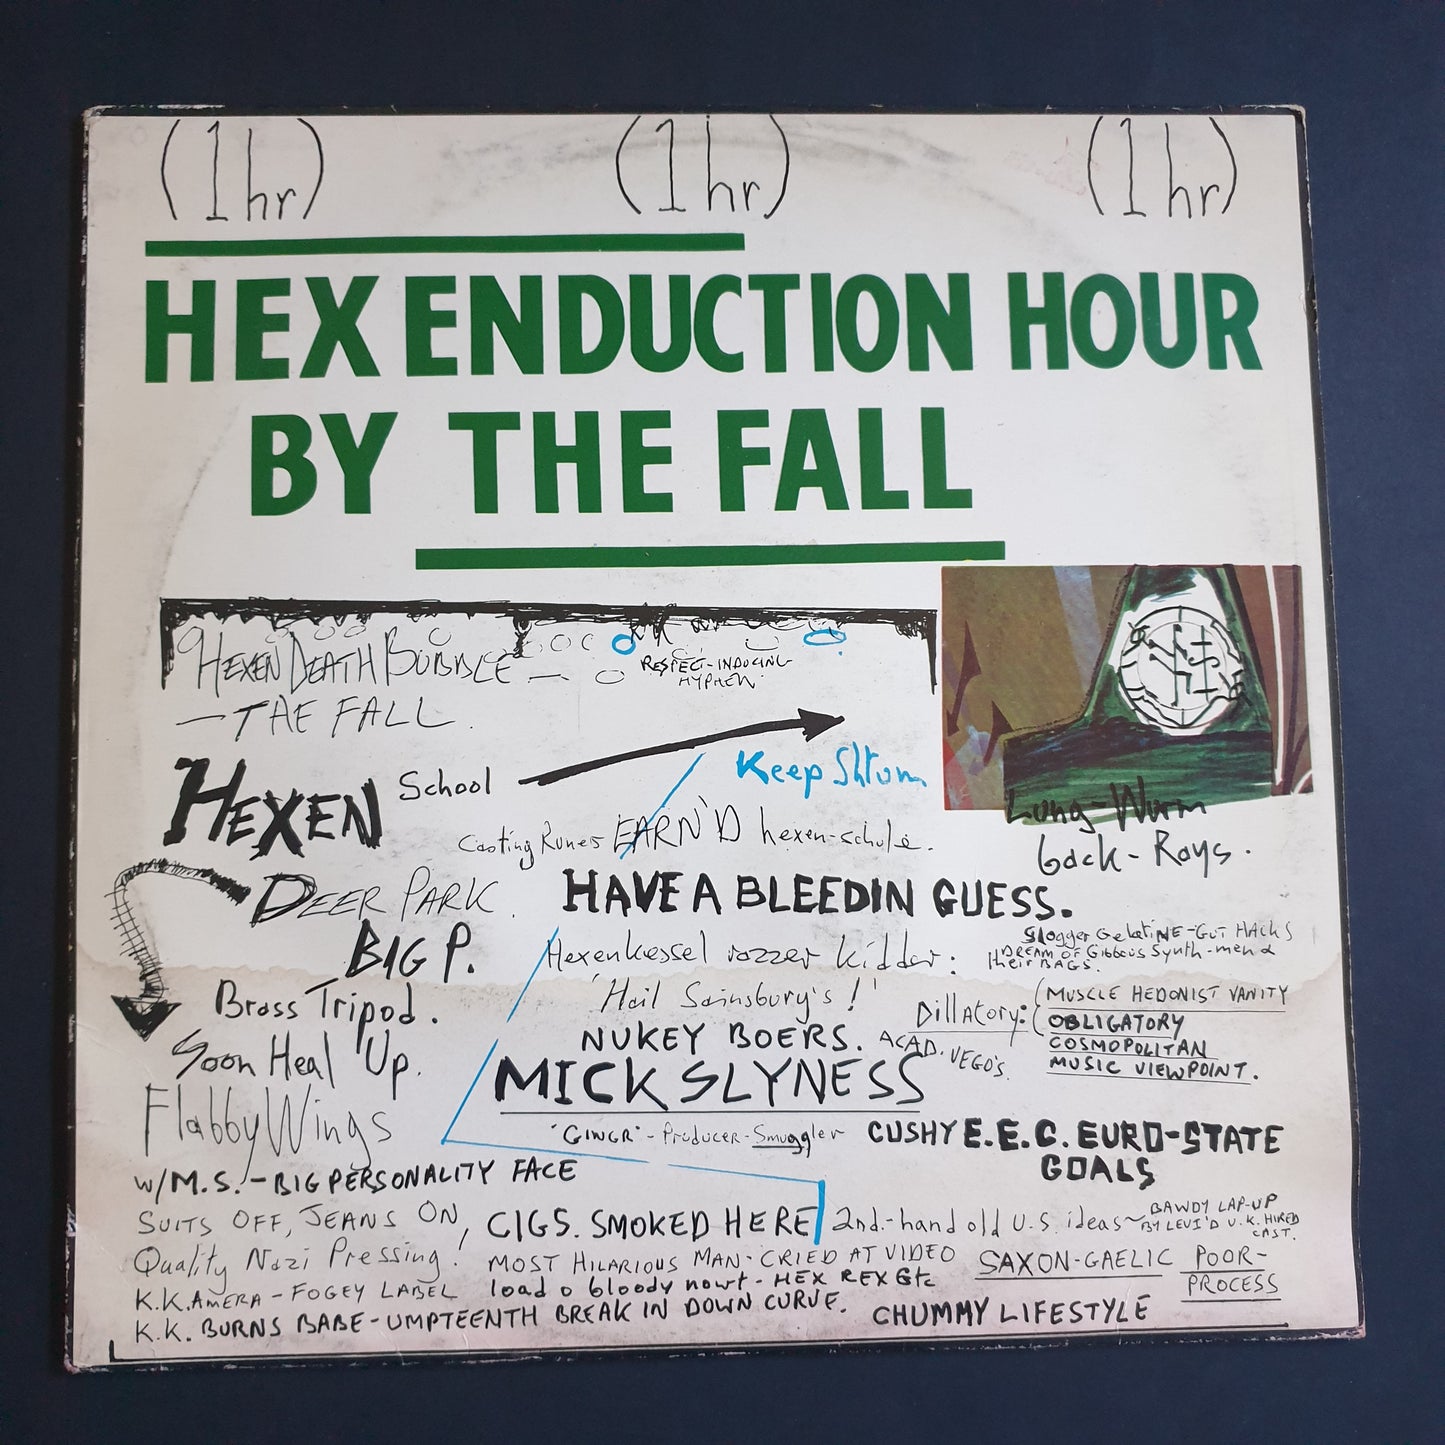 (1hr) (1hr) (1hr)
HEX ENDUCTION HOUR
BY THE FALL
HEXEN DEATH BUBBLE —
— THE FALL.
RESPECT-INDUCING
HYPHEN
HEXEN School
Keep Shtum
Casting Runes EARN'D hexen-schule.
Lung-Wurm
back-Roys.
DEER PARK.
HAVE A BLEEDIN GUESS.
BIG P.
Hexenkessel rozzer kidder:
Slogger GelatiNE-GUT HACKS
DREAM OF Gibbous Synth-men &
their BAGS.
Brass Tripod.
'Hail Sainsbury's!'
DillACory: (MUSCLE HEDONIST VANITY
(OBLIGATORY
COSMOPOLITAN
MUSIC VIEWPOINT.
NUKEY BOERS.
ACAD. VEGO'S.
Soon Heal Up.
MICK SLYNESS
Flabby Wings
'GINGR'-Producer-Smuggler
CUSHY E.E.C. EURO-STATE
GOALS
w/M.S.-BIG PERSONALITY FACE
SUITS OFF, JEANS ON, CIGS. SMOKED HERE
2nd.-hand old U.S. ideas~
BAWDY LAP-UP
BY LEVI'D U.K. HIRED
CAST.
Quality Nazi Pressing!
MOST HILARIOUS MAN-CRIED AT VIDEO
SAXON-GAELIC POOR-
PROCESS
K.K.AMERA-FOGEY LABEL
load o bloody nowt-HEX REX Etc
K.K. BURNS BABE-UMPTEENTH BREAK IN DOWN CURVE.
CHUMMY LIFESTYLE